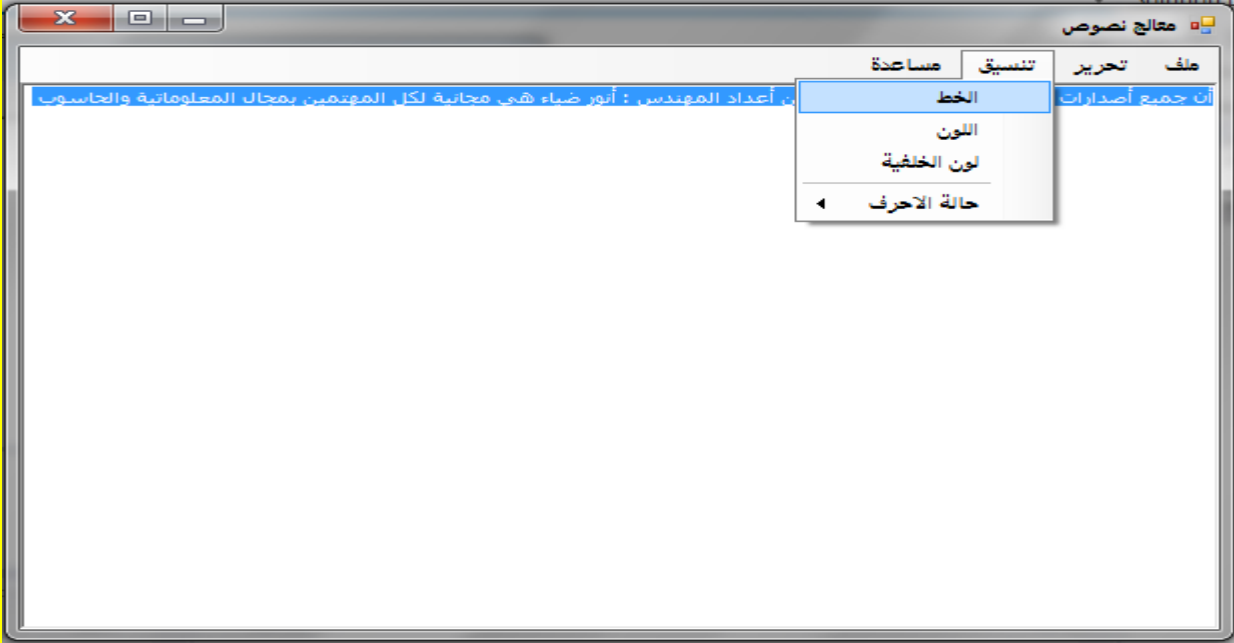 معالج نصوص
ملف تحرير تنسيق مساعدة
أن جميع أصدارات أعداد المهندس : أنور ضياء هي مجانية لكل المهتمين بمجال المعلوماتية والحاسوب
الخط
اللون
لون الخلفية
حالة الاحرف